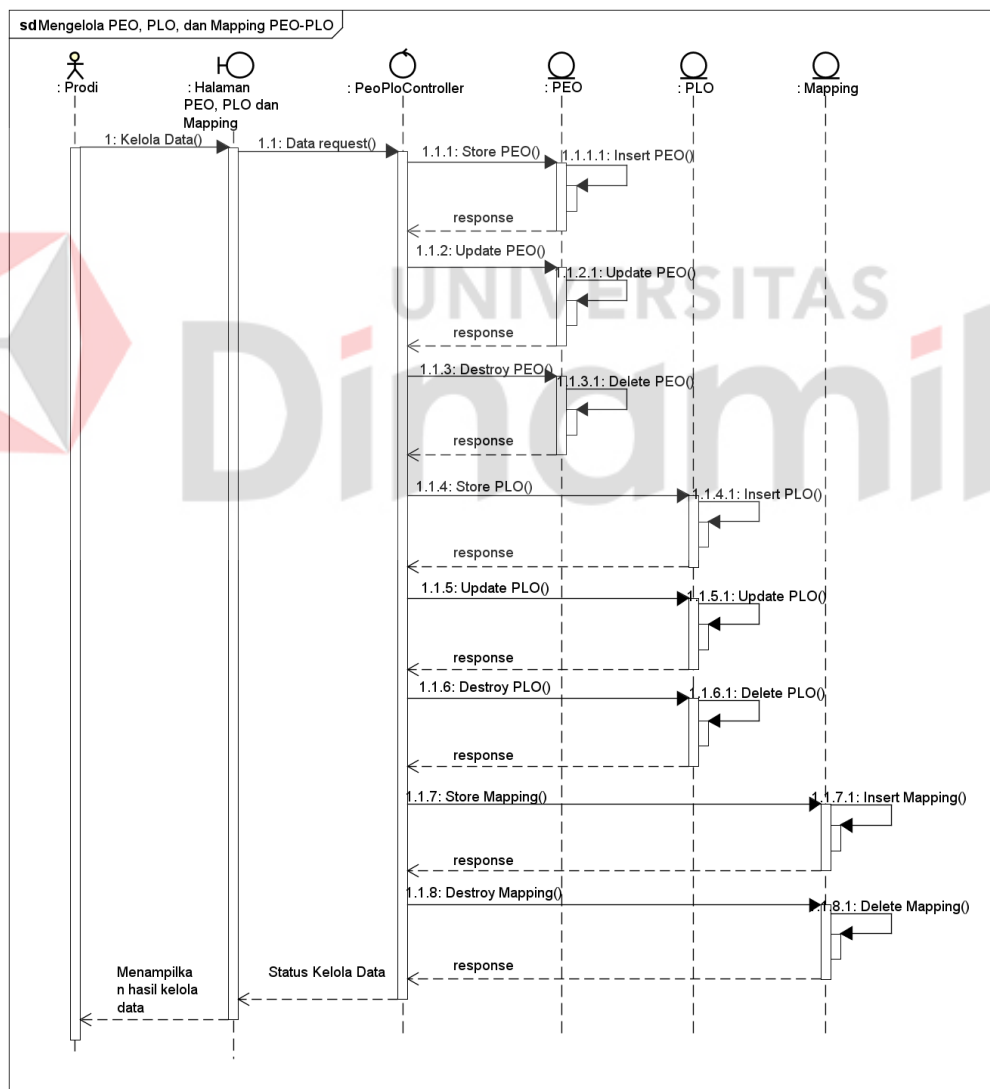 sd Mengelola PEO, PLO, dan Mapping PEO-PLO
: Prodi
: Halaman
PEO, PLO dan
Mapping
: PeoPloController
: PEO
: PLO
: Mapping
1: Kelola Data()
1.1: Data request()
1.1.1: Store PEO()
1.1.1.1: Insert PEO()
response
1.1.2: Update PEO()
1.1.2.1: Update PEO()
response
1.1.3: Destroy PEO()
1.1.3.1: Delete PEO()
response
1.1.4: Store PLO()
1.1.4.1: Insert PLO()
response
1.1.5: Update PLO()
1.1.5.1: Update PLO()
response
1.1.6: Destroy PLO()
1.1.6.1: Delete PLO()
response
1.1.7: Store Mapping()
1.1.7.1: Insert Mapping()
response
1.1.8: Destroy Mapping()
1.1.8.1: Delete Mapping()
response
Status Kelola Data
Menampilka
n hasil kelola
data
UNIVERSITAS
Dinamik